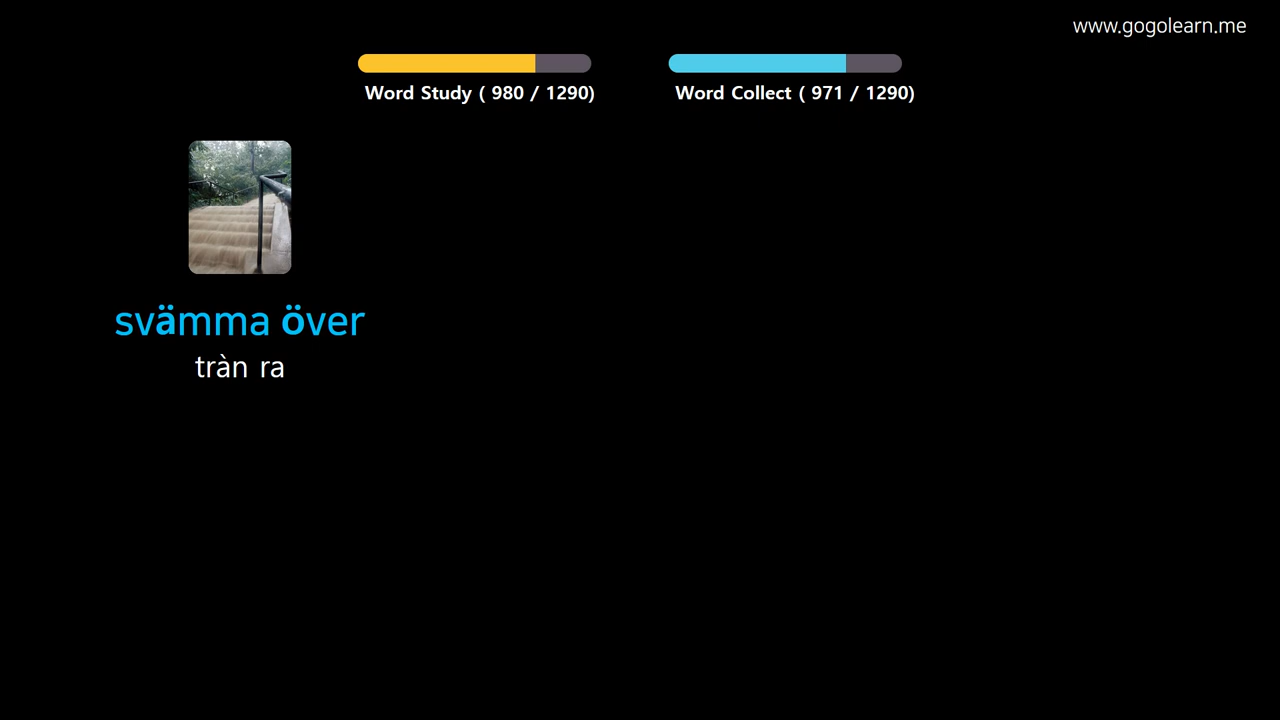 www.gogolearn.me
Word Study ( 980 / 1290)
Word Collect ( 971 / 1290)
svämma över
tràn ra